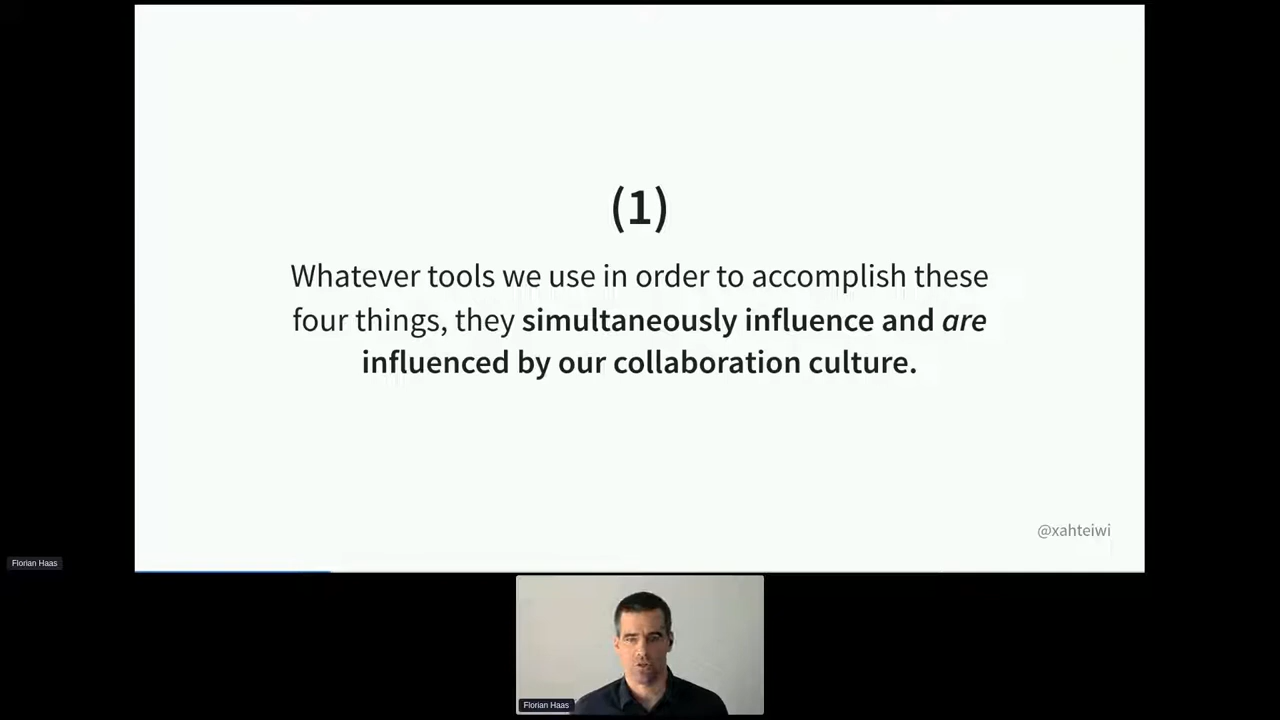 (1)
Whatever tools we use in order to accomplish these
four things, they simultaneously influence and are
influenced by our collaboration culture.
@xahteiwi
Florian Haas
Florian Haas